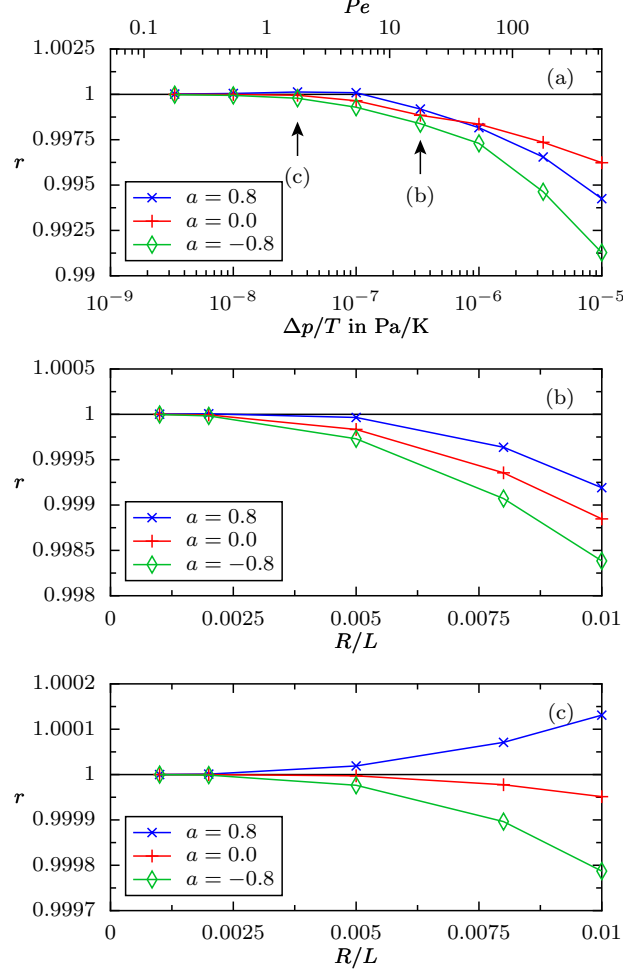 Pe
0.1 1 10 100
1.0025
1
0.9975
0.995
0.9925
0.99
r
(a)
(c)
(b)
a = 0.8
a = 0.0
a = −0.8
10⁻⁹ 10⁻⁸ 10⁻⁷ 10⁻⁶ 10⁻⁵
Δp/T in Pa/K
1.0005
1
0.9995
0.999
0.9985
0.998
r
(b)
a = 0.8
a = 0.0
a = −0.8
0 0.0025 0.005 0.0075 0.01
R/L
1.0002
1.0001
1
0.9999
0.9998
0.9997
r
(c)
a = 0.8
a = 0.0
a = −0.8
0 0.0025 0.005 0.0075 0.01
R/L